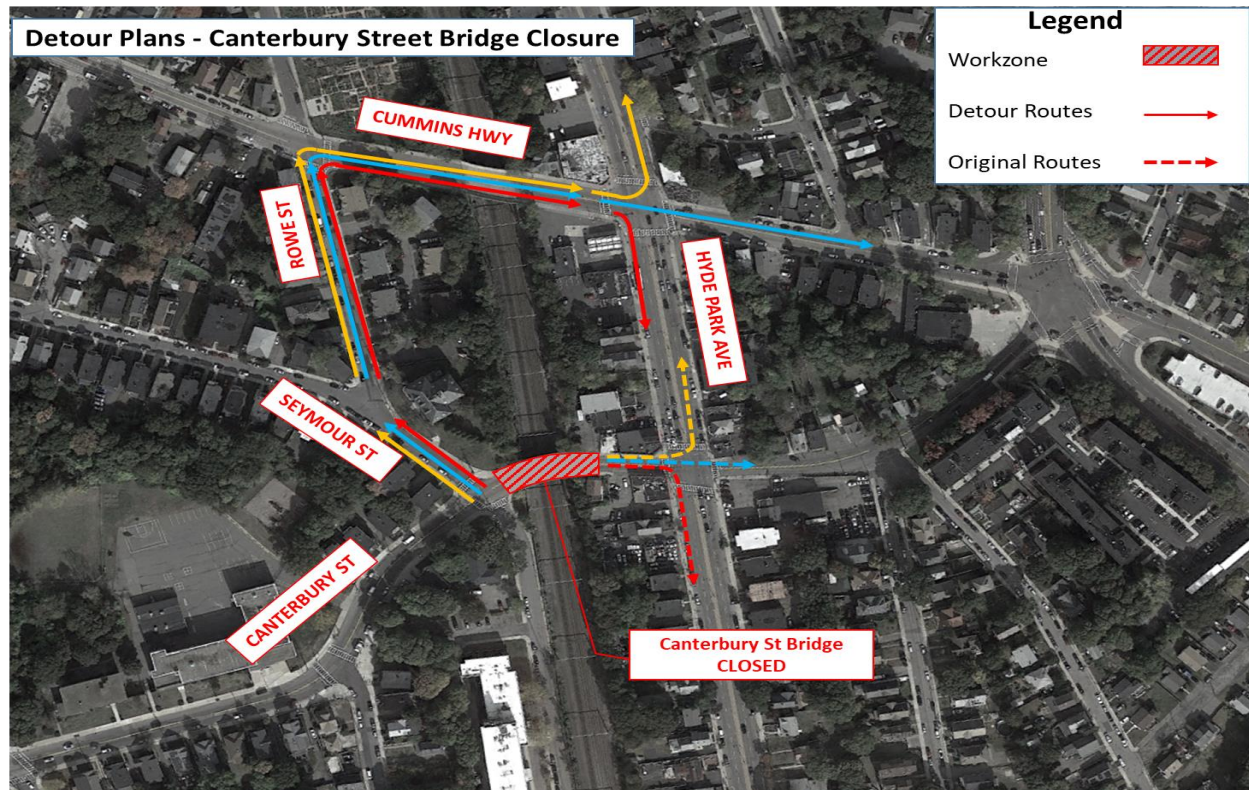 Detour Plans - Canterbury Street Bridge Closure
Legend
Workzone
Detour Routes
Original Routes
CUMMINS HWY
ROWE ST
HYDE PARK AVE
SEYMOUR ST
CANTERBURY ST
Canterbury St Bridge
CLOSED